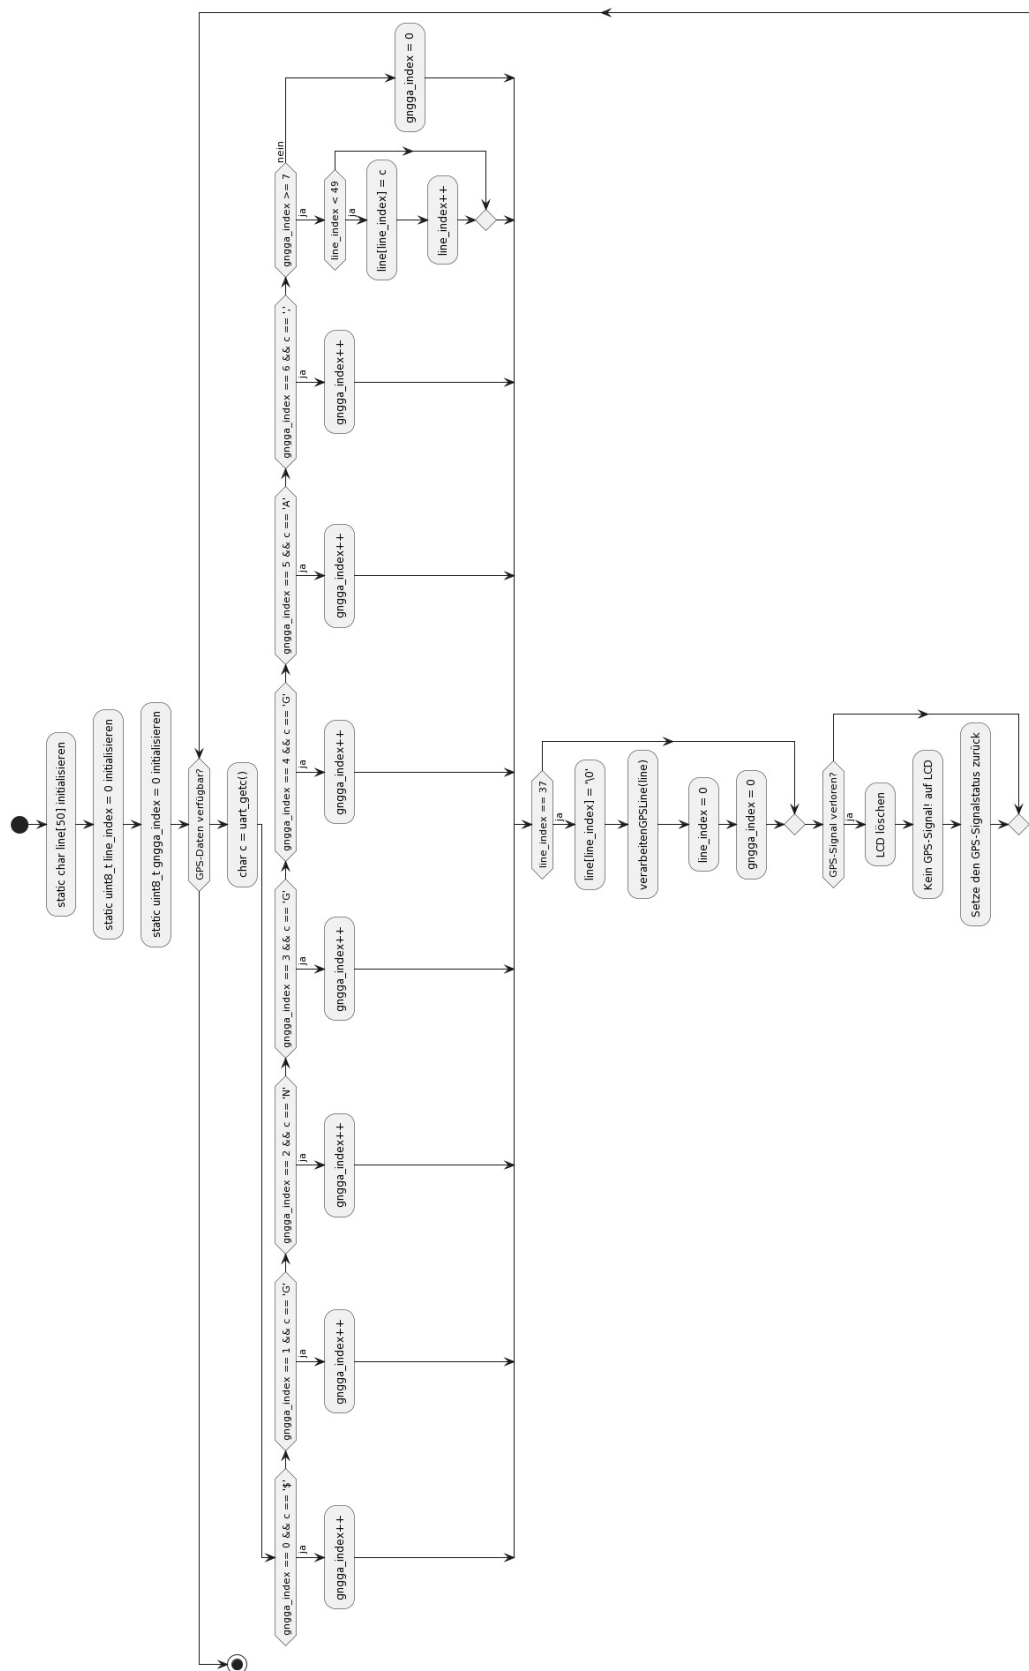 static char line[50] initialisieren
static uint8_t line_index = 0 initialisieren
static uint8_t gngga_index = 0 initialisieren
GPS-Daten verfügbar?
char c = uart_getc()
gngga_index == 0 && c == '$'
ja
gngga_index++
gngga_index == 1 && c == 'G'
ja
gngga_index++
gngga_index == 2 && c == 'N'
ja
gngga_index++
gngga_index == 3 && c == 'G'
ja
gngga_index++
gngga_index == 4 && c == 'G'
ja
gngga_index++
gngga_index == 5 && c == 'A'
ja
gngga_index++
gngga_index == 6 && c == ','
ja
gngga_index++
gngga_index >= 7
ja
line_index < 49
ja
line[line_index] = c
line_index++
nein
gngga_index = 0
line_index == 37
ja
line[line_index] = '\0'
verarbeitenGPSLine(line)
line_index = 0
gngga_index = 0
GPS-Signal verloren?
ja
LCD löschen
Kein GPS-Signal! auf LCD
Setze den GPS-Signalstatus zurück